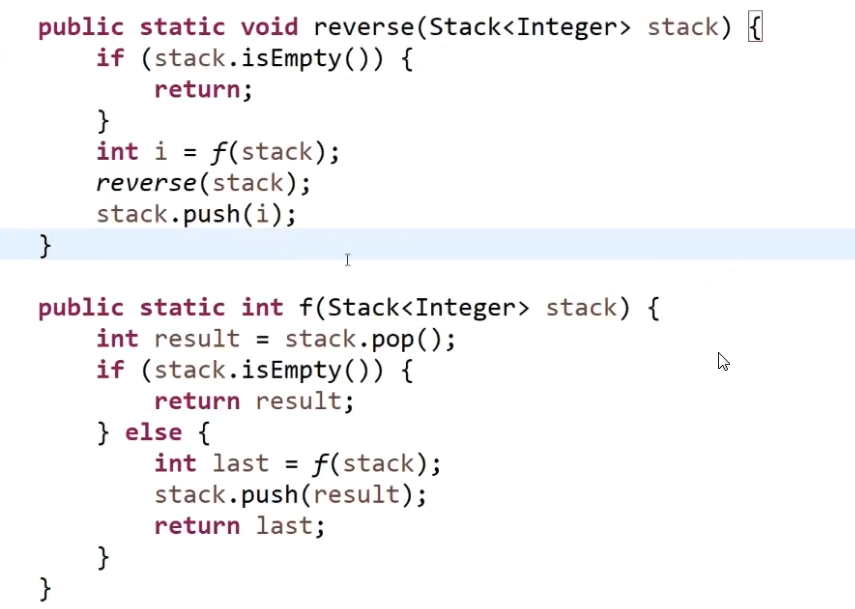 public static void reverse(Stack<Integer> stack) {
    if (stack.isEmpty()) {
        return;
    }
    int i = f(stack);
    reverse(stack);
    stack.push(i);
}

public static int f(Stack<Integer> stack) {
    int result = stack.pop();
    if (stack.isEmpty()) {
        return result;
    } else {
        int last = f(stack);
        stack.push(result);
        return last;
    }
}